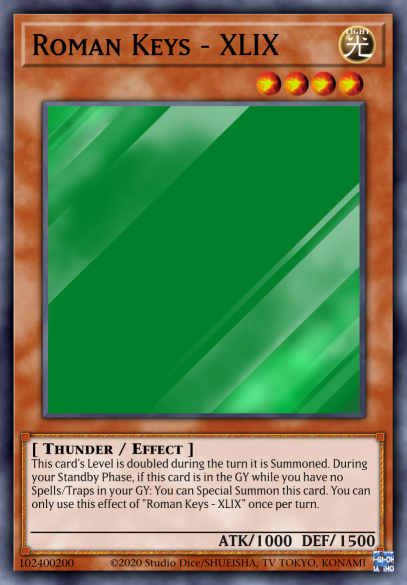 Roman Keys - XLIX
LIGHT
光
[ Thunder / Effect ]
This card's Level is doubled during the turn it is Summoned. During
your Standby Phase, if this card is in the GY while you have no
Spells/Traps in your GY: You can Special Summon this card. You can
only use this effect of "Roman Keys - XLIX" once per turn.
ATK/1000 DEF/1500
102400200 ©2020 Studio Dice/SHUEISHA, TV TOKYO, KONAMI